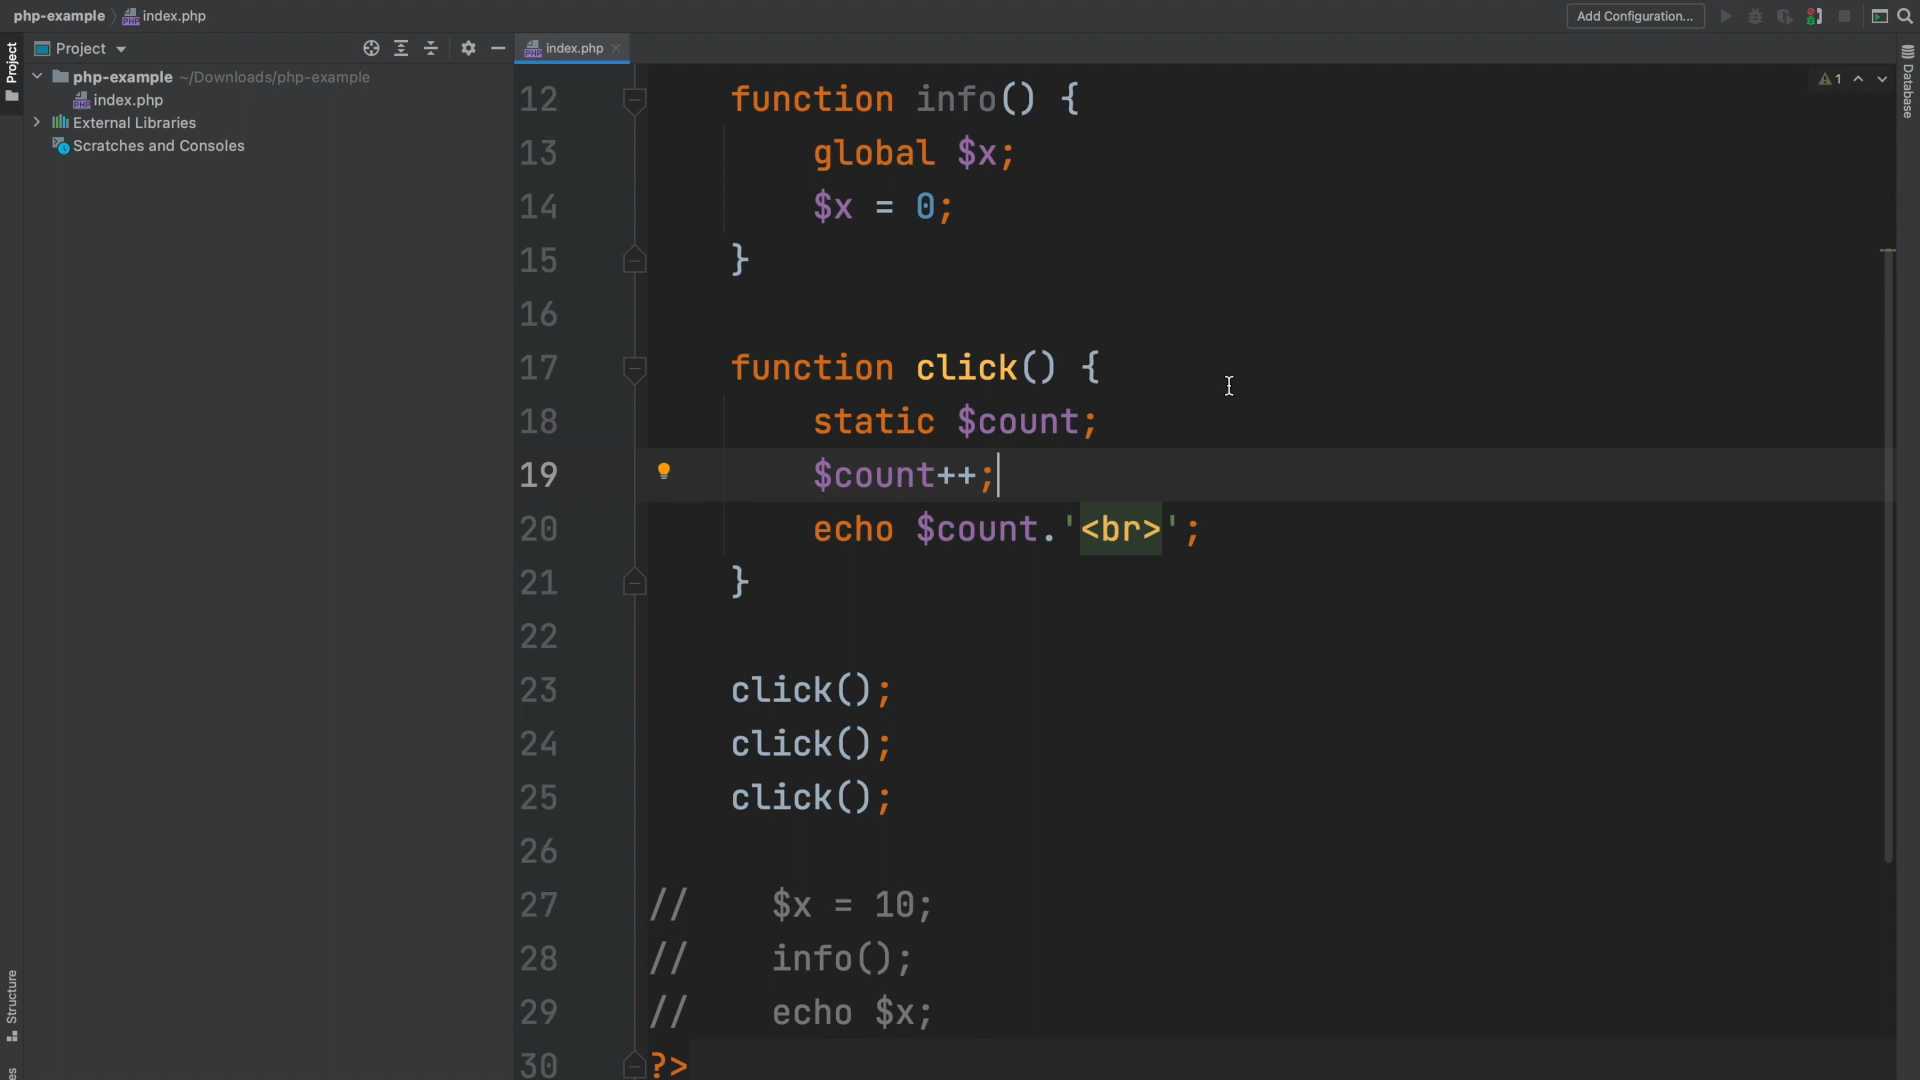 php-example 〉 index.php
Add Configuration...
Project
Project
index.php
Database
php-example ~/Downloads/php-example
index.php
External Libraries
Scratches and Consoles
1
12 function info() {
13 global $x;
14 $x = 0;
15 }
16
17 function click() {
18 static $count;
19 $count++;
20 echo $count.'<br>';
21 }
22
23 click();
24 click();
25 click();
26
27 // $x = 10;
28 // info();
29 // echo $x;
30 ?>
Structure
es